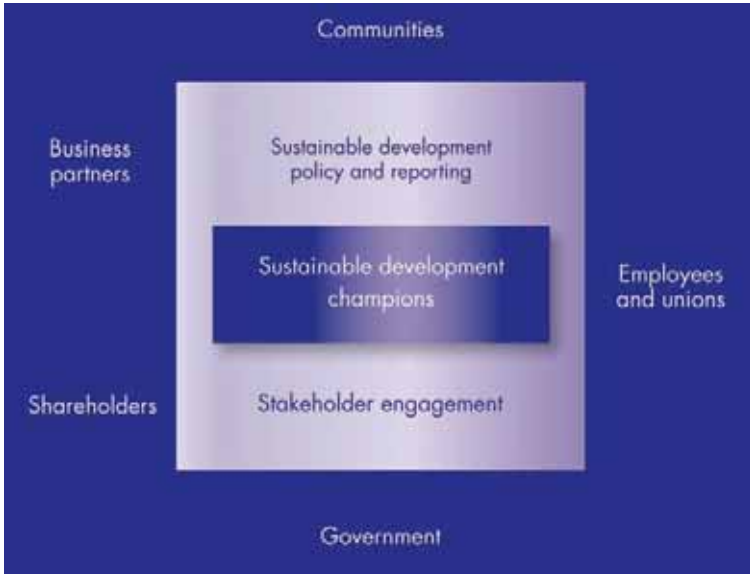 Communities
Business
partners
Sustainable development
policy and reporting
Sustainable development
champions
Employees
and unions
Shareholders
Stakeholder engagement
Government